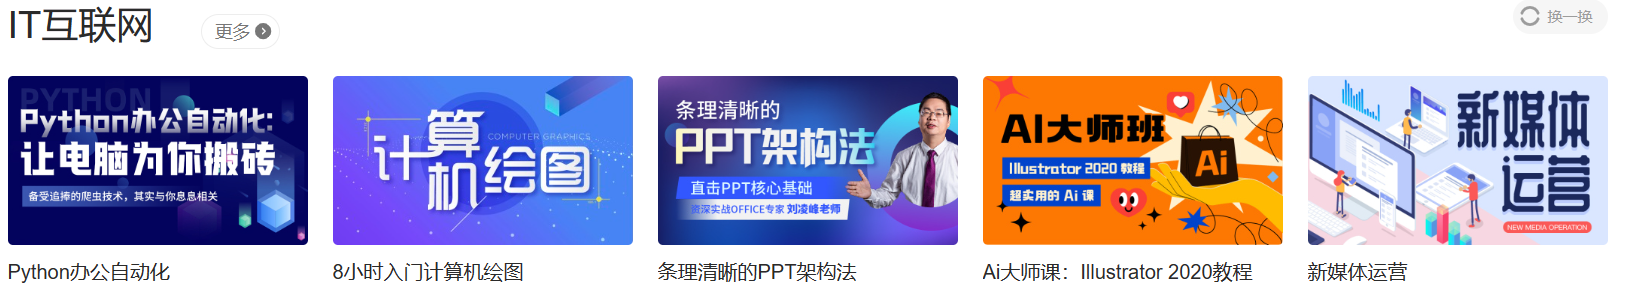 IT互联网
更多
换一换
PYTHON
Python办公自动化:
让电脑为你搬砖
备受追捧的爬虫技术，其实与你息息相关
计算机绘图
COMPUTER GRAPHICS
条理清晰的
PPT架构法
直击PPT核心基础
资深实战OFFICE专家 刘凌峰老师
AI大师班
Illustrator 2020 教程
超实用的 Ai 课
Ai
新媒体
运营
NEW MEDIA OPERATION
Python办公自动化
8小时入门计算机绘图
条理清晰的PPT架构法
Ai大师课：Illustrator 2020教程
新媒体运营